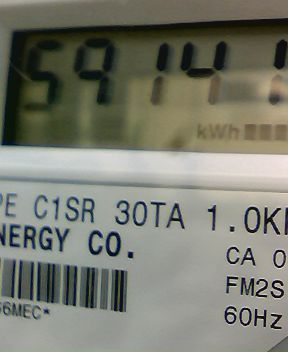 5914
kWh
PE C1SR 30TA 1.0K
NERGY CO.
CA 0
FM2S
60Hz
6MEC*